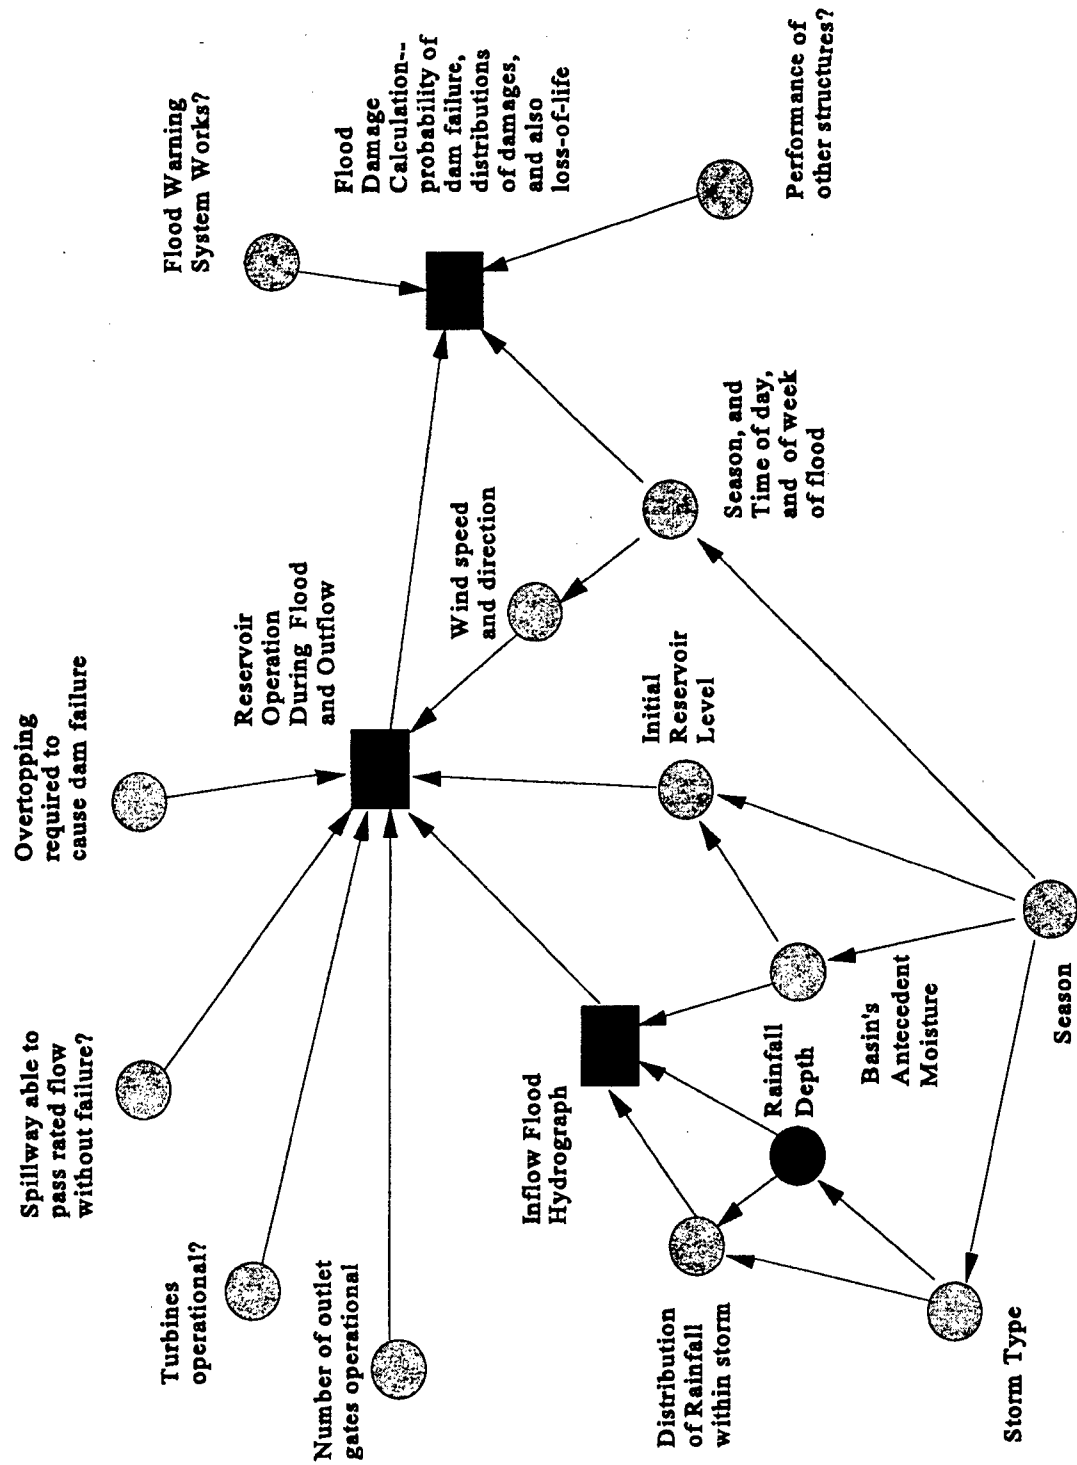 Overtopping
required to
cause dam failure
Spillway able to
pass rated flow
without failure?
Turbines
operational?
Number of outlet
gates operational
Reservoir
Operation
During Flood
and Outflow
Flood Warning
System Works?
Flood
Damage
Calculation--
probability of
dam failure,
distributions
of damages,
and also
loss-of-life
Performance of
other structures?
Wind speed
and direction
Season, and
Time of day,
and of week
of flood
Initial
Reservoir
Level
Inflow Flood
Hydrograph
Rainfall
Depth
Basin's
Antecedent
Moisture
Distribution
of Rainfall
within storm
Storm Type
Season